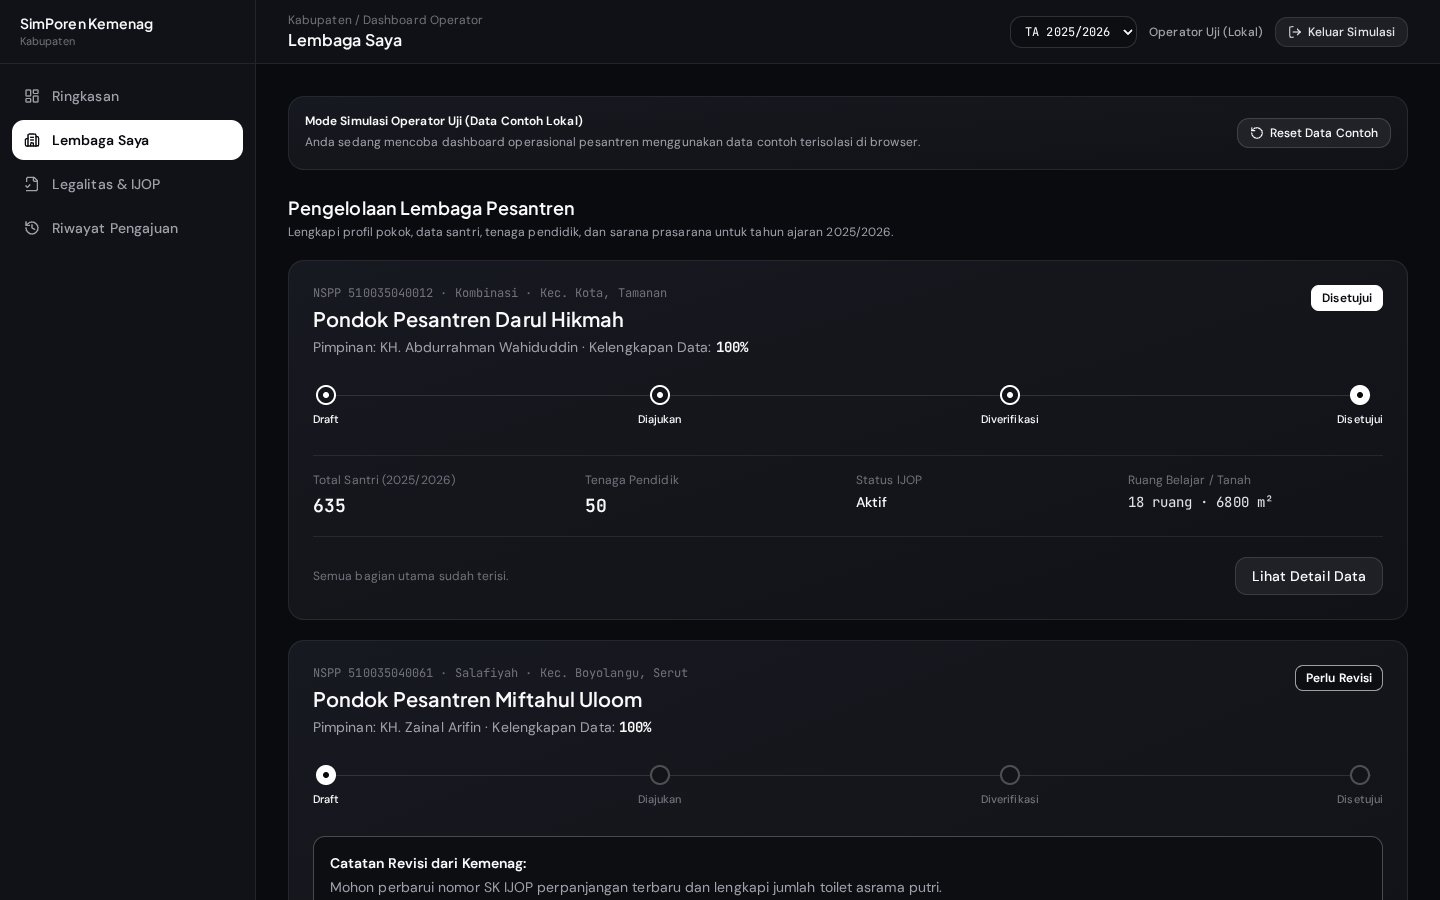 SimPoren Kemenag
Kabupaten
Ringkasan
Lembaga Saya
Legalitas & IJOP
Riwayat Pengajuan
Kabupaten / Dashboard Operator
Lembaga Saya
TA 2025/2026
Operator Uji (Lokal)
Keluar Simulasi
Mode Simulasi Operator Uji (Data Contoh Lokal)
Anda sedang mencoba dashboard operasional pesantren menggunakan data contoh terisolasi di browser.
Reset Data Contoh
Pengelolaan Lembaga Pesantren
Lengkapi profil pokok, data santri, tenaga pendidik, dan sarana prasarana untuk tahun ajaran 2025/2026.
NSPP 510035040012 · Kombinasi · Kec. Kota, Tamanan
Disetujui
Pondok Pesantren Darul Hikmah
Pimpinan: KH. Abdurrahman Wahiduddin · Kelengkapan Data: 100%
Draft
Diajukan
Diverifikasi
Disetujui
Total Santri (2025/2026)
635
Tenaga Pendidik
50
Status IJOP
Aktif
Ruang Belajar / Tanah
18 ruang · 6800 m²
Semua bagian utama sudah terisi.
Lihat Detail Data
NSPP 510035040061 · Salafiyah · Kec. Boyolangu, Serut
Perlu Revisi
Pondok Pesantren Miftahul Uloom
Pimpinan: KH. Zainal Arifin · Kelengkapan Data: 100%
Draft
Diajukan
Diverifikasi
Disetujui
Catatan Revisi dari Kemenag:
Mohon perbarui nomor SK IJOP perpanjangan terbaru dan lengkapi jumlah toilet asrama putri.